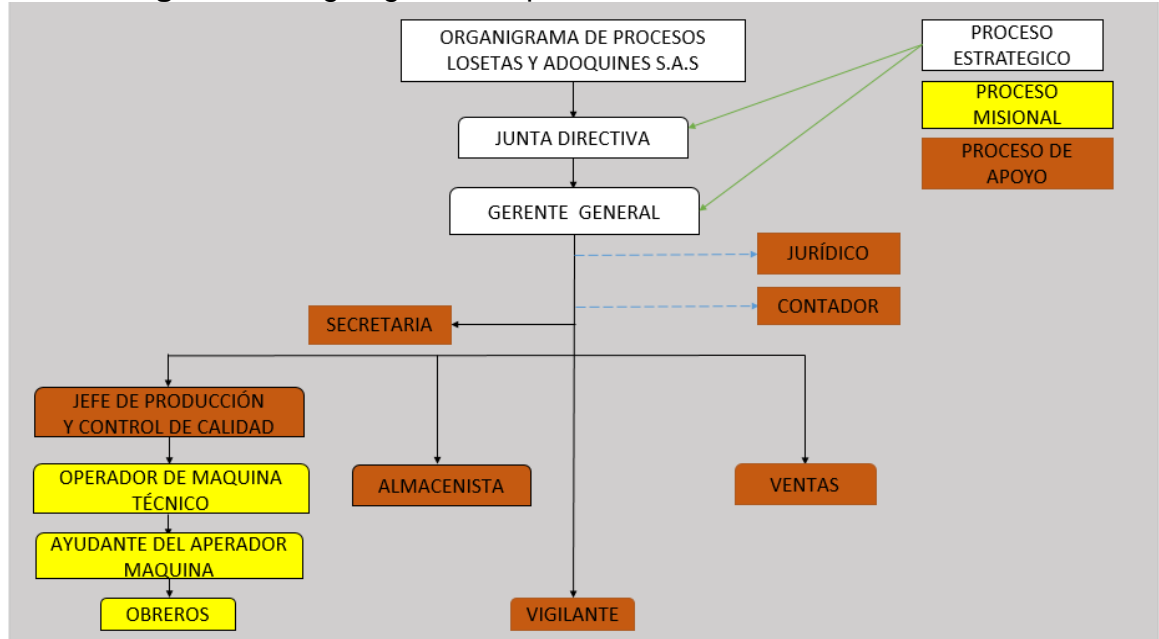 ORGANIGRAMA DE PROCESOS
LOSETAS Y ADOQUINES S.A.S
PROCESO
ESTRATEGICO
PROCESO
MISIONAL
PROCESO DE
APOYO
JUNTA DIRECTIVA
GERENTE GENERAL
JURÍDICO
CONTADOR
SECRETARIA
JEFE DE PRODUCCIÓN
Y CONTROL DE CALIDAD
OPERADOR DE MAQUINA
TÉCNICO
AYUDANTE DEL APERADOR
MAQUINA
OBREROS
ALMACENISTA
VENTAS
VIGILANTE